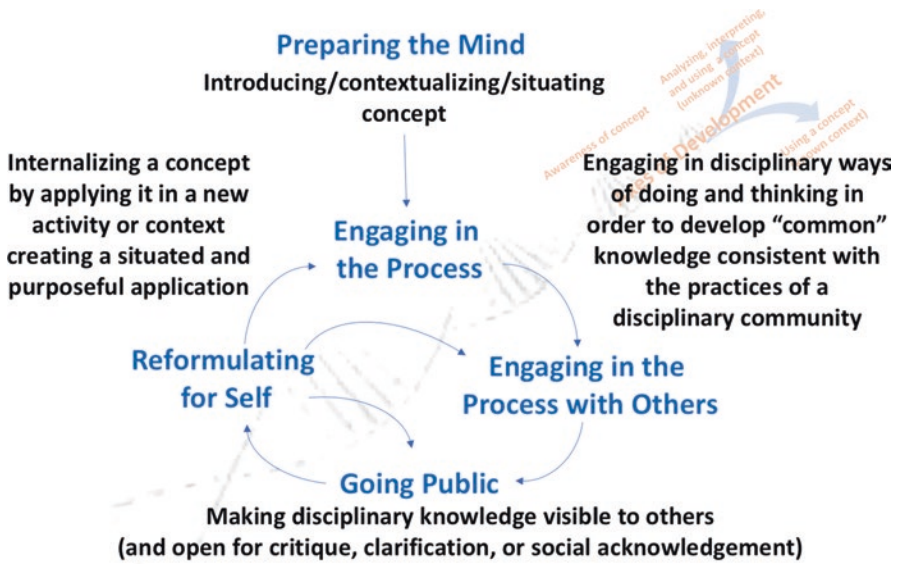 Preparing the Mind
Introducing/contextualizing/situating
concept
Analyzing, interpreting,
and using a concept
(unknown context)
Awareness of concept
of Development
Using a concept
context)
Internalizing a concept
by applying it in a new
activity or context
creating a situated and
purposeful application
Engaging in disciplinary ways
of doing and thinking in
order to develop “common”
knowledge consistent with
the practices of a
disciplinary community
Engaging in
the Process
Reformulating
for Self
Engaging in the
Process with Others
Going Public
Making disciplinary knowledge visible to others
(and open for critique, clarification, or social acknowledgement)